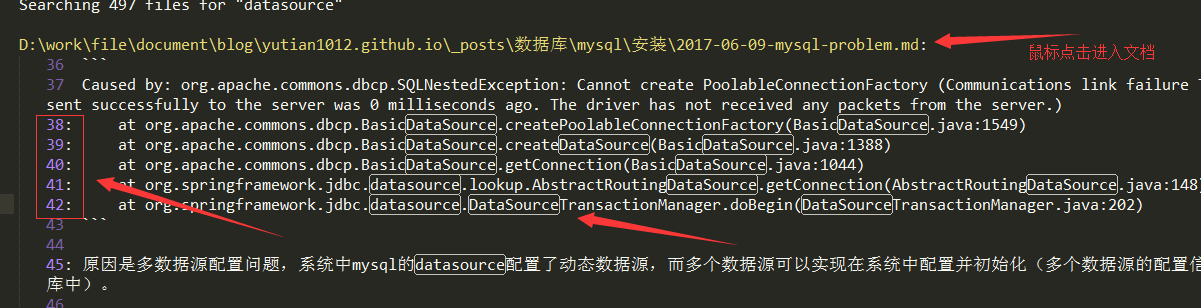 Searching 497 files for "datasource"
D:\work\file\document\blog\yutian1012.github.io\_posts\数据库\mysql\安装\2017-06-09-mysql-problem.md:
鼠标点击进入文档
36 ```
37 Caused by: org.apache.commons.dbcp.SQLNestedException: Cannot create PoolableConnectionFactory (Communications link failure
sent successfully to the server was 0 milliseconds ago. The driver has not received any packets from the server.)
38: at org.apache.commons.dbcp.BasicDataSource.createPoolableConnectionFactory(BasicDataSource.java:1549)
39: at org.apache.commons.dbcp.BasicDataSource.createDataSource(BasicDataSource.java:1388)
40: at org.apache.commons.dbcp.BasicDataSource.getConnection(BasicDataSource.java:1044)
41: at org.springframework.jdbc.datasource.lookup.AbstractRoutingDataSource.getConnection(AbstractRoutingDataSource.java:148)
42: at org.springframework.jdbc.datasource.DataSourceTransactionManager.doBegin(DataSourceTransactionManager.java:202)
43 ```
44
45: 原因是多数据源配置问题，系统中mysql的datasource配置了动态数据源，而多个数据源可以实现在系统中配置并初始化（多个数据源的配置信
库中）。
46